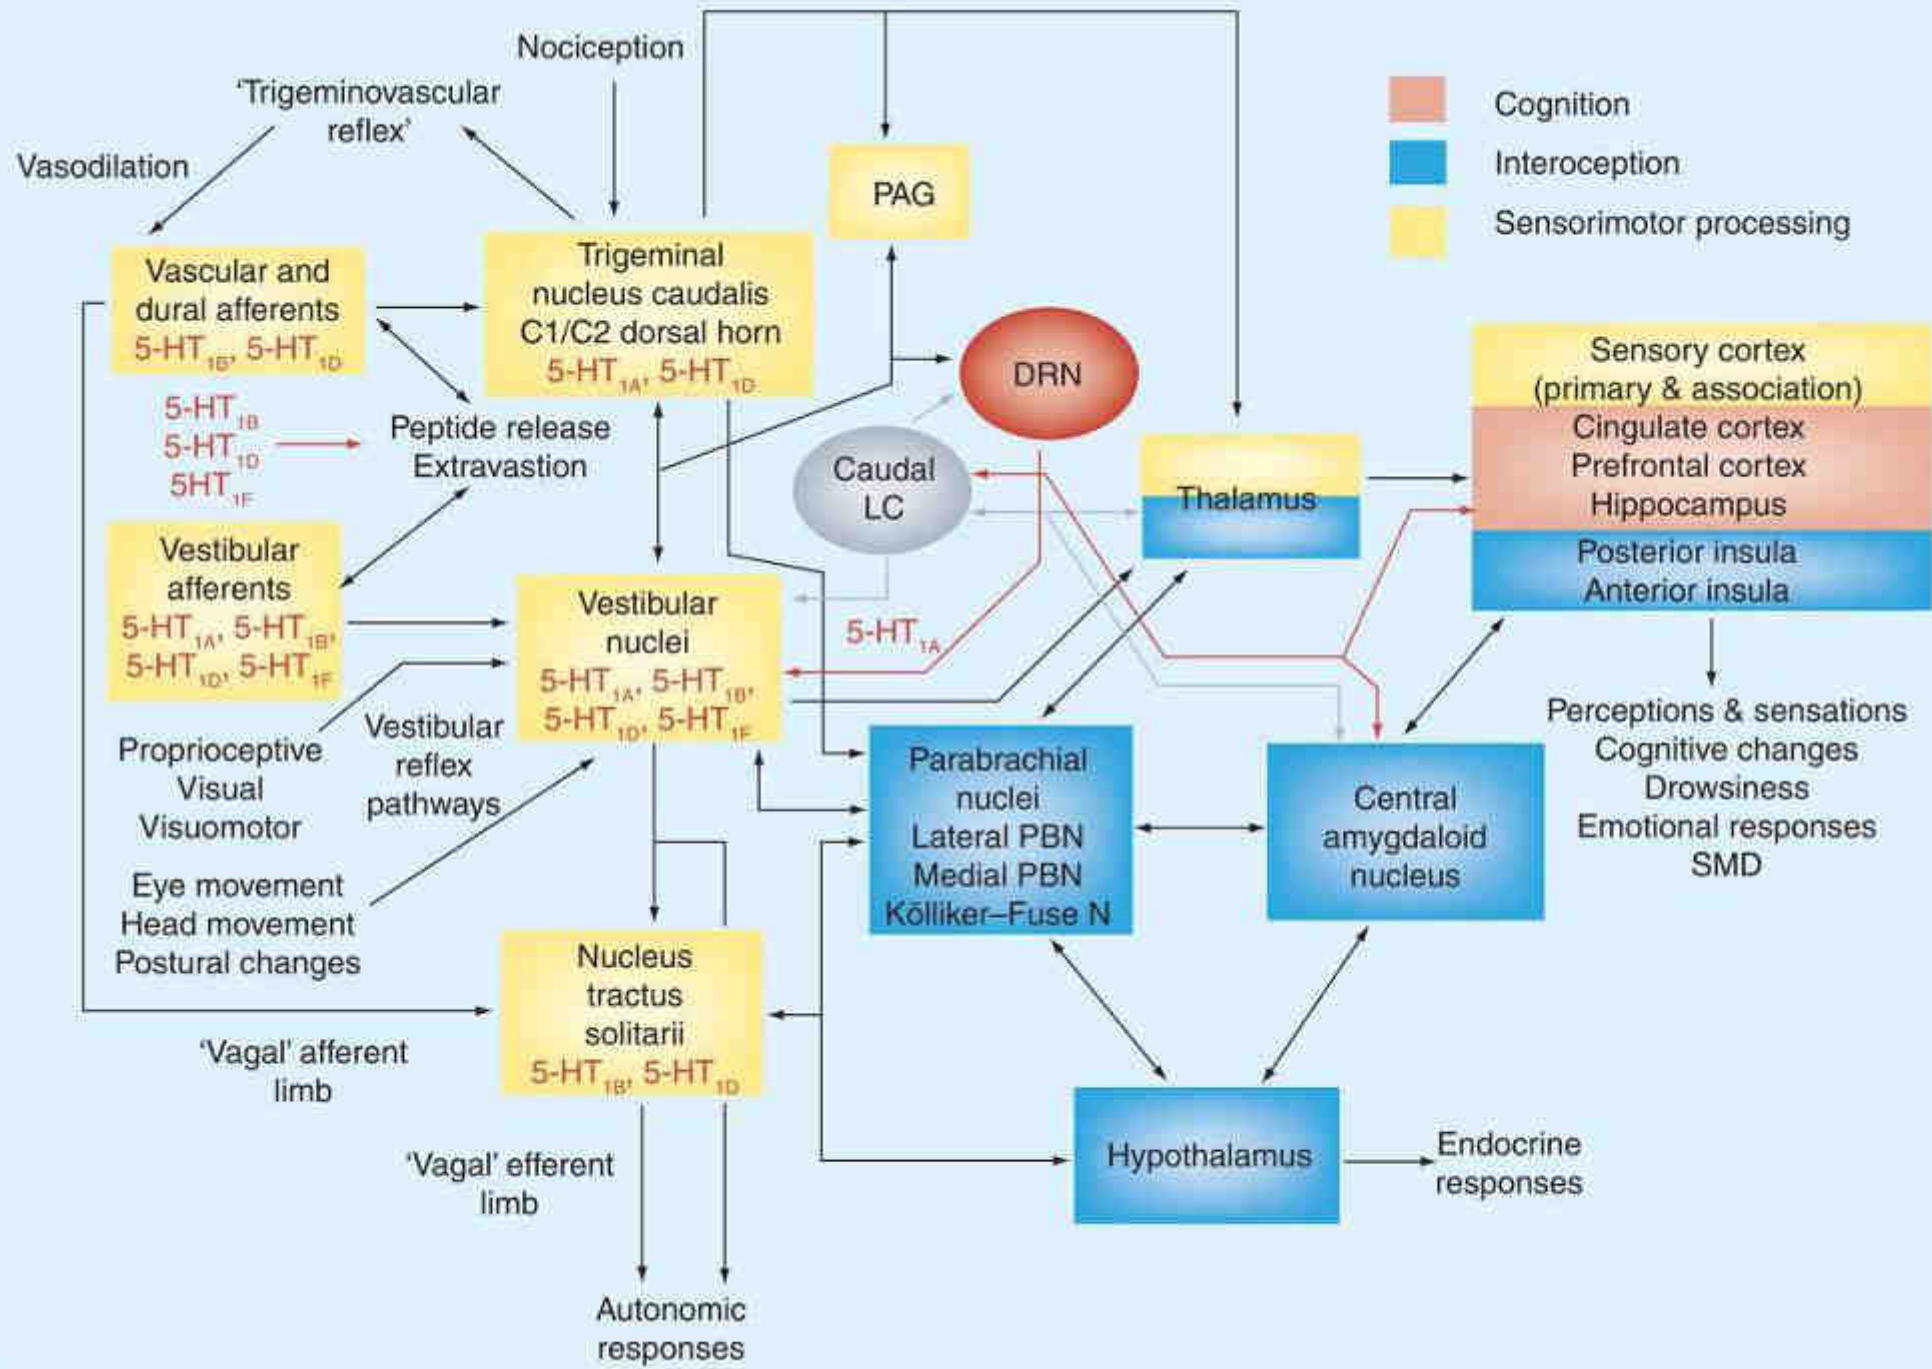 Nociception
'Trigeminovascular
reflex'
Vasodilation
Cognition
Interoception
Sensorimotor processing
PAG
Vascular and
dural afferents
5-HT1B, 5-HT1D
Trigeminal
nucleus caudalis
C1/C2 dorsal horn
5-HT1A, 5-HT1D
DRN
Sensory cortex
(primary & association)
Cingulate cortex
Prefrontal cortex
Hippocampus
Posterior insula
Anterior insula
5-HT1B
5-HT1D
5HT1F
Peptide release
Extravastion
Caudal
LC
Thalamus
Vestibular
afferents
5-HT1A, 5-HT1B,
5-HT1D, 5-HT1F
Vestibular
nuclei
5-HT1A, 5-HT1B,
5-HT1D, 5-HT1F
5-HT1A
Proprioceptive
Visual
Visuomotor
Vestibular
reflex
pathways
Eye movement
Head movement
Postural changes
Parabrachial
nuclei
Lateral PBN
Medial PBN
Kölliker–Fuse N
Central
amygdaloid
nucleus
Perceptions & sensations
Cognitive changes
Drowsiness
Emotional responses
SMD
Nucleus
tractus
solitarii
5-HT1B, 5-HT1D
'Vagal' afferent
limb
'Vagal' efferent
limb
Hypothalamus
Endocrine
responses
Autonomic
responses